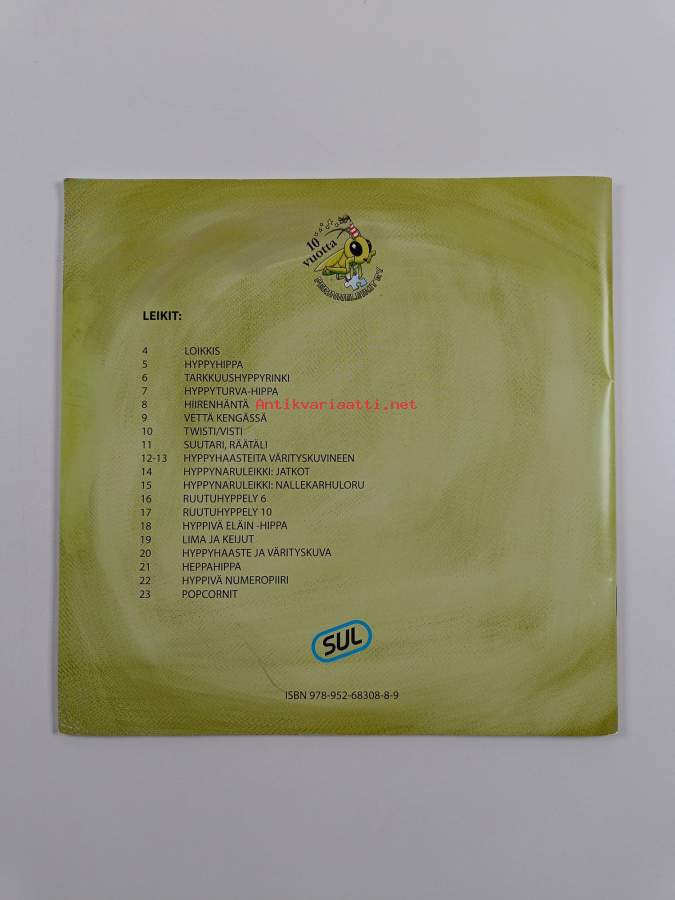 10
vuotta
PERINNELEIKIT RY
LEIKIT:
4 LOIKKIS
5 HYPPYHIPPA
6 TARKKUUSHYPPYRINKI
7 HYPPYTURVA-HIPPA
8 HIIRENHÄNTÄ
Antikvariaatti.net
9 VETTÄ KENGÄSSÄ
10 TWISTI/VISTI
11 SUUTARI, RÄÄTÄLI
12-13 HYPPYHAASTEITA VÄRITYSKUVINEEN
14 HYPPYNARULEIKKI: JATKOT
15 HYPPYNARULEIKKI: NALLEKARHULORU
16 RUUTUHYPPELY 6
17 RUUTUHYPPELY 10
18 HYPPIVÄ ELÄIN -HIPPA
19 LIMA JA KEIJUT
20 HYPPYHAASTE JA VÄRITYSKUVA
21 HEPPAHIPPA
22 HYPPIVÄ NUMEROPIIRI
23 POPCORNIT
SUL
ISBN 978-952-68308-8-9